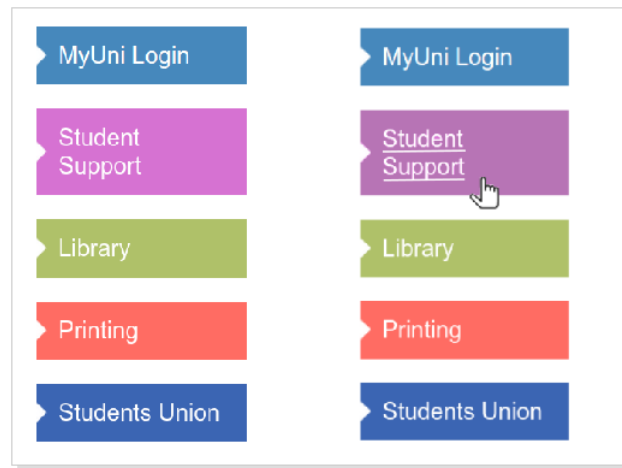 MyUni Login
Student
Support
Library
Printing
Students Union
MyUni Login
Student
Support
Library
Printing
Students Union